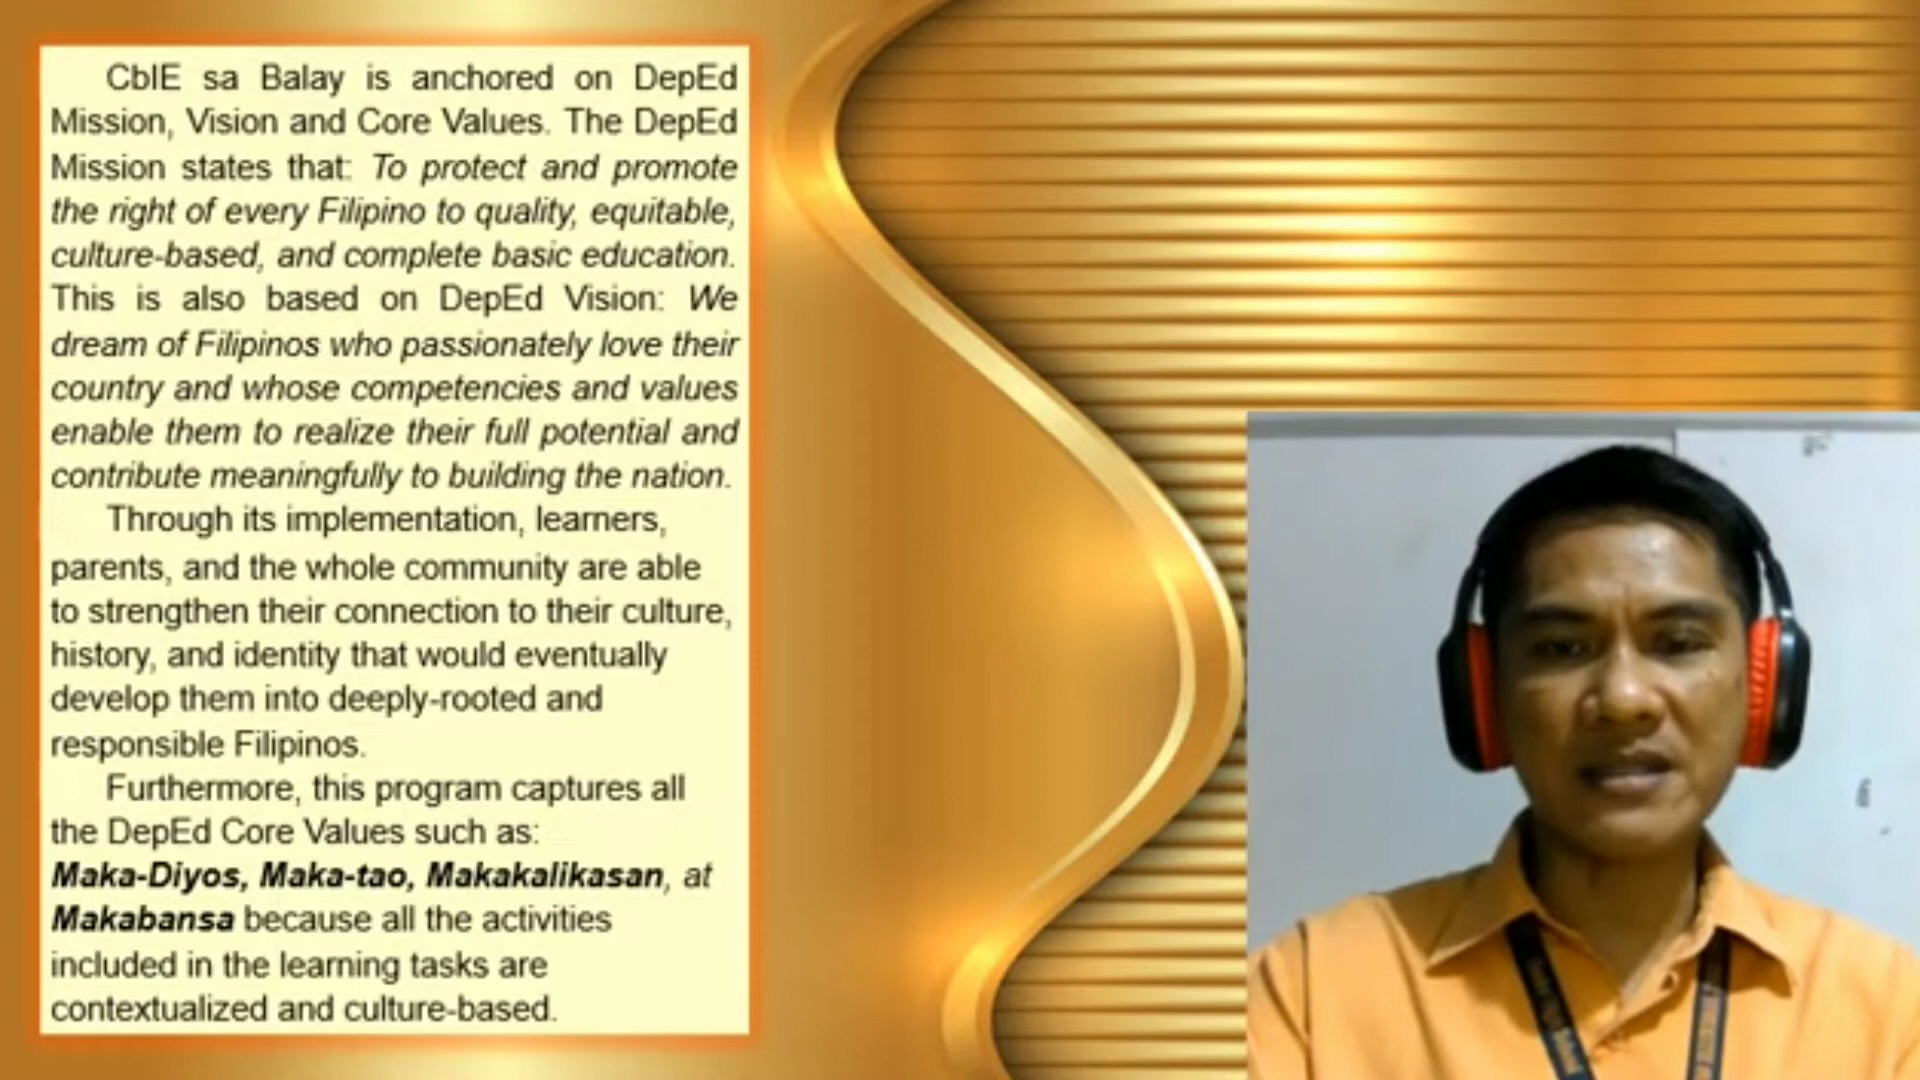 CbIE sa Balay is anchored on DepEd
Mission, Vision and Core Values. The DepEd
Mission states that: To protect and promote
the right of every Filipino to quality, equitable,
culture-based, and complete basic education.
This is also based on DepEd Vision: We
dream of Filipinos who passionately love their
country and whose competencies and values
enable them to realize their full potential and
contribute meaningfully to building the nation.
Through its implementation, learners,
parents, and the whole community are able
to strengthen their connection to their culture,
history, and identity that would eventually
develop them into deeply-rooted and
responsible Filipinos.
Furthermore, this program captures all
the DepEd Core Values such as:
Maka-Diyos, Maka-tao, Makakalikasan, at
Makabansa because all the activities
included in the learning tasks are
contextualized and culture-based.